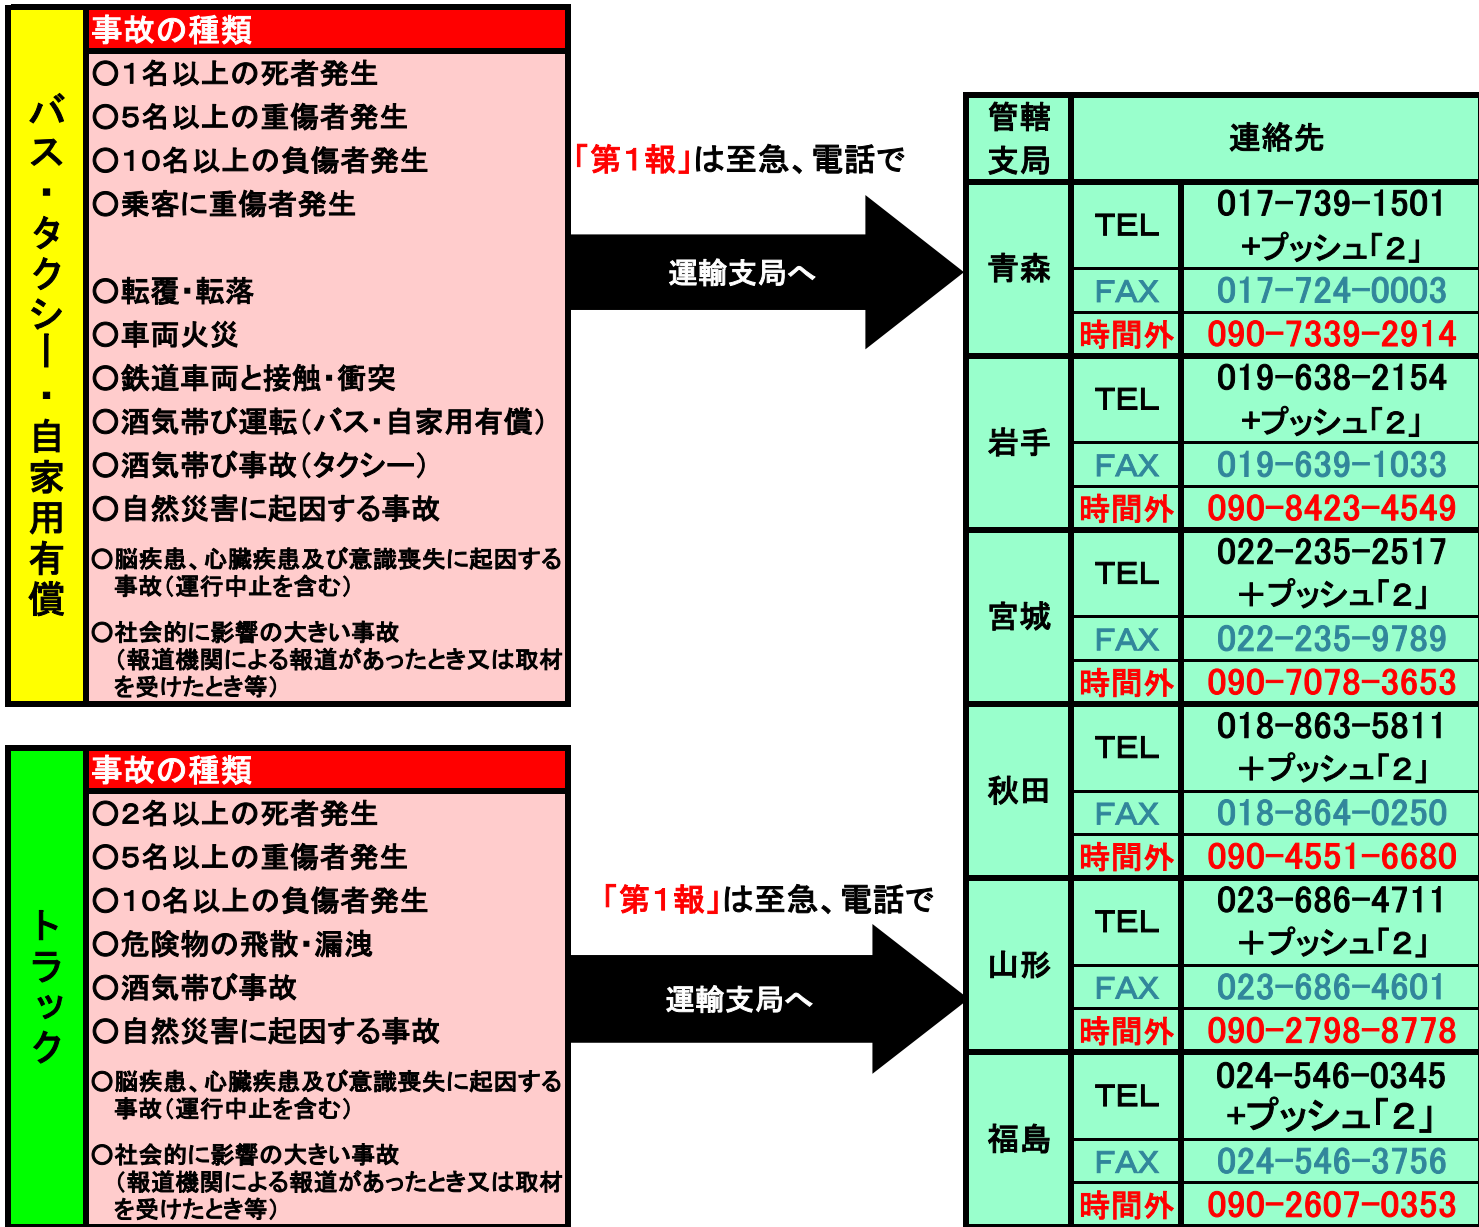 バス・タクシー・自家用有償
事故の種類
○１名以上の死者発生
○５名以上の重傷者発生
○１０名以上の負傷者発生
○乗客に重傷者発生
○転覆・転落
○車両火災
○鉄道車両と接触・衝突
○酒気帯び運転（バス・自家用有償）
○酒気帯び事故（タクシー）
○自然災害に起因する事故
○脳疾患、心臓疾患及び意識喪失に起因する
事故（運行中止を含む）
○社会的に影響の大きい事故
（報道機関による報道があったとき又は取材
を受けたとき等）
「第１報」は至急、電話で
運輸支局へ
トラック
事故の種類
○２名以上の死者発生
○５名以上の重傷者発生
○１０名以上の負傷者発生
○危険物の飛散・漏洩
○酒気帯び事故
○自然災害に起因する事故
○脳疾患、心臓疾患及び意識喪失に起因する
事故（運行中止を含む）
○社会的に影響の大きい事故
（報道機関による報道があったとき又は取材
を受けたとき等）
「第１報」は至急、電話で
運輸支局へ
管轄
支局
連絡先
青森
TEL
017-739-1501
+プッシュ「２」
FAX
017-724-0003
時間外
090-7339-2914
岩手
TEL
019-638-2154
+プッシュ「２」
FAX
019-639-1033
時間外
090-8423-4549
宮城
TEL
022-235-2517
＋プッシュ「２」
FAX
022-235-9789
時間外
090-7078-3653
秋田
TEL
018-863-5811
＋プッシュ「２」
FAX
018-864-0250
時間外
090-4551-6680
山形
TEL
023-686-4711
＋プッシュ「２」
FAX
023-686-4601
時間外
090-2798-8778
福島
TEL
024-546-0345
+プッシュ「２」
FAX
024-546-3756
時間外
090-2607-0353